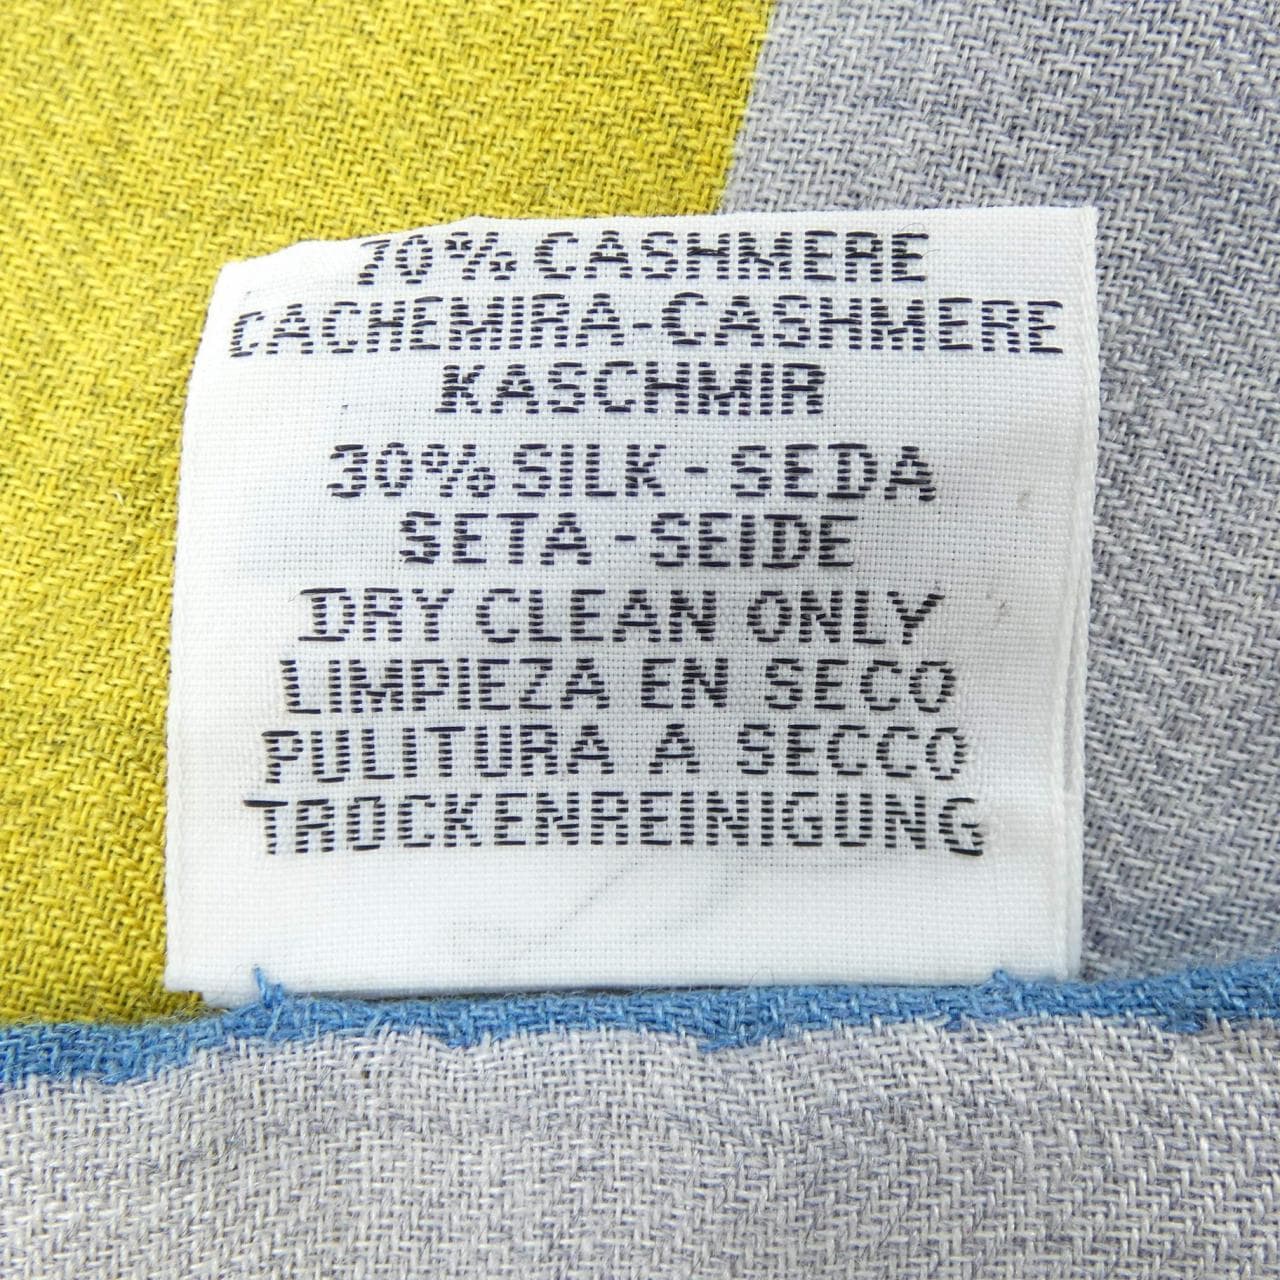 70% CASHMERE
CACHEMIRA-CASHMERE
KASCHMIR
30% SILK - SEDA
SETA - SEIDE
DRY CLEAN ONLY
LIMPIEZA EN SECO
PULITURA A SECCO
TROCKENREINIGUNG